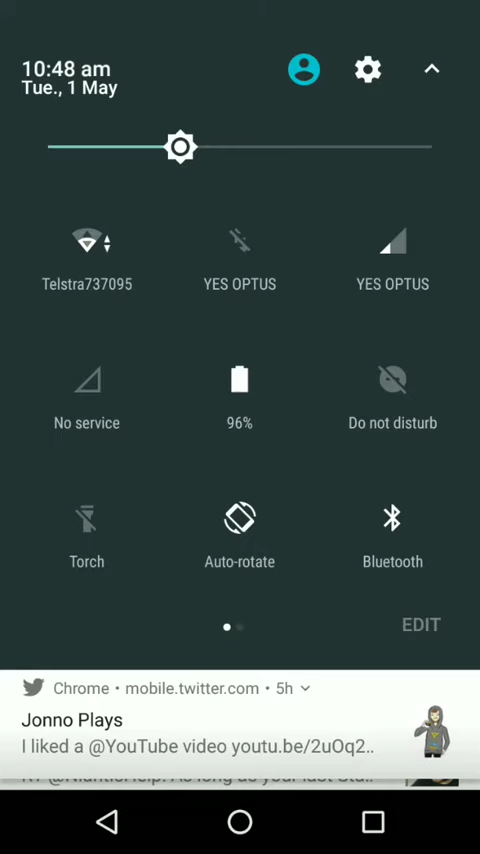 10:48 am
Tue., 1 May
Telstra737095
YES OPTUS
YES OPTUS
No service
96%
Do not disturb
Torch
Auto-rotate
Bluetooth
EDIT
Chrome • mobile.twitter.com • 5h
Jonno Plays
I liked a @YouTube video youtu.be/2uOq2..